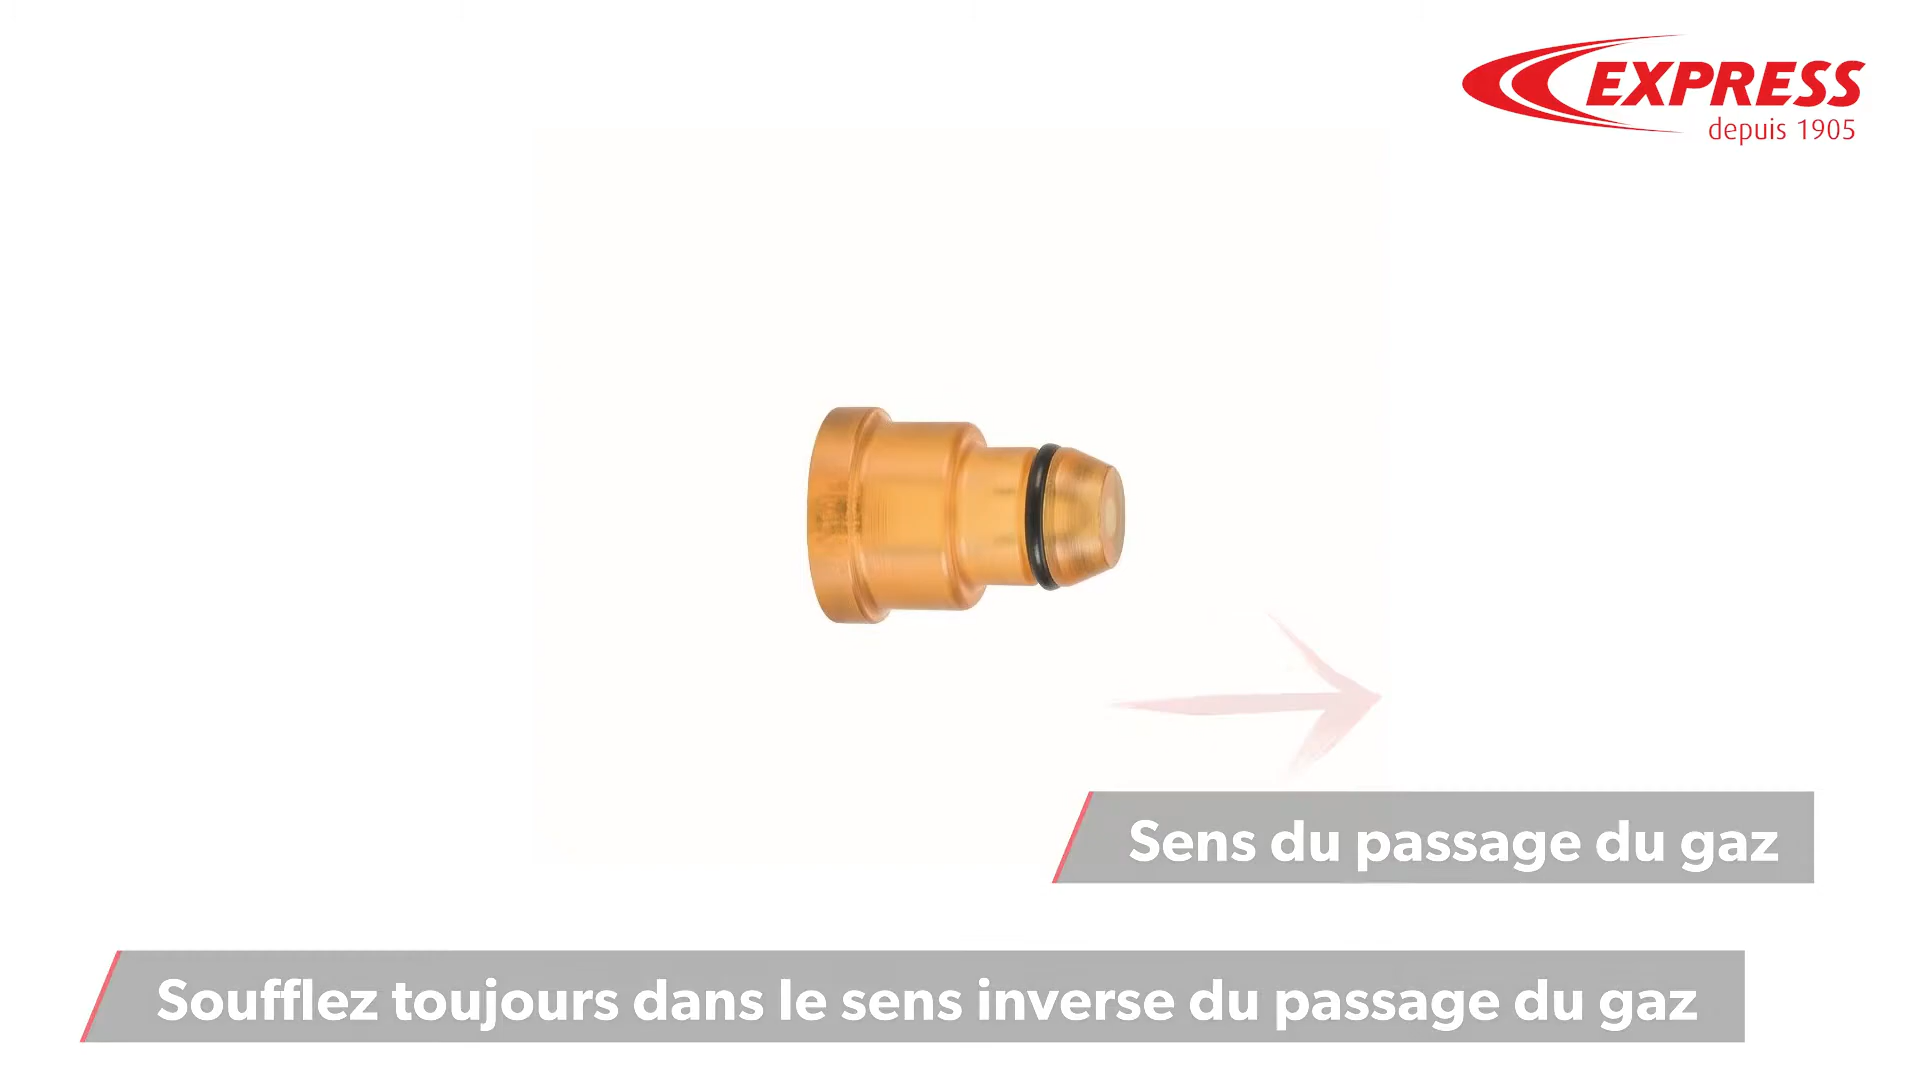 EXPRESS
depuis 1905
Sens du passage du gaz
Soufflez toujours dans le sens inverse du passage du gaz